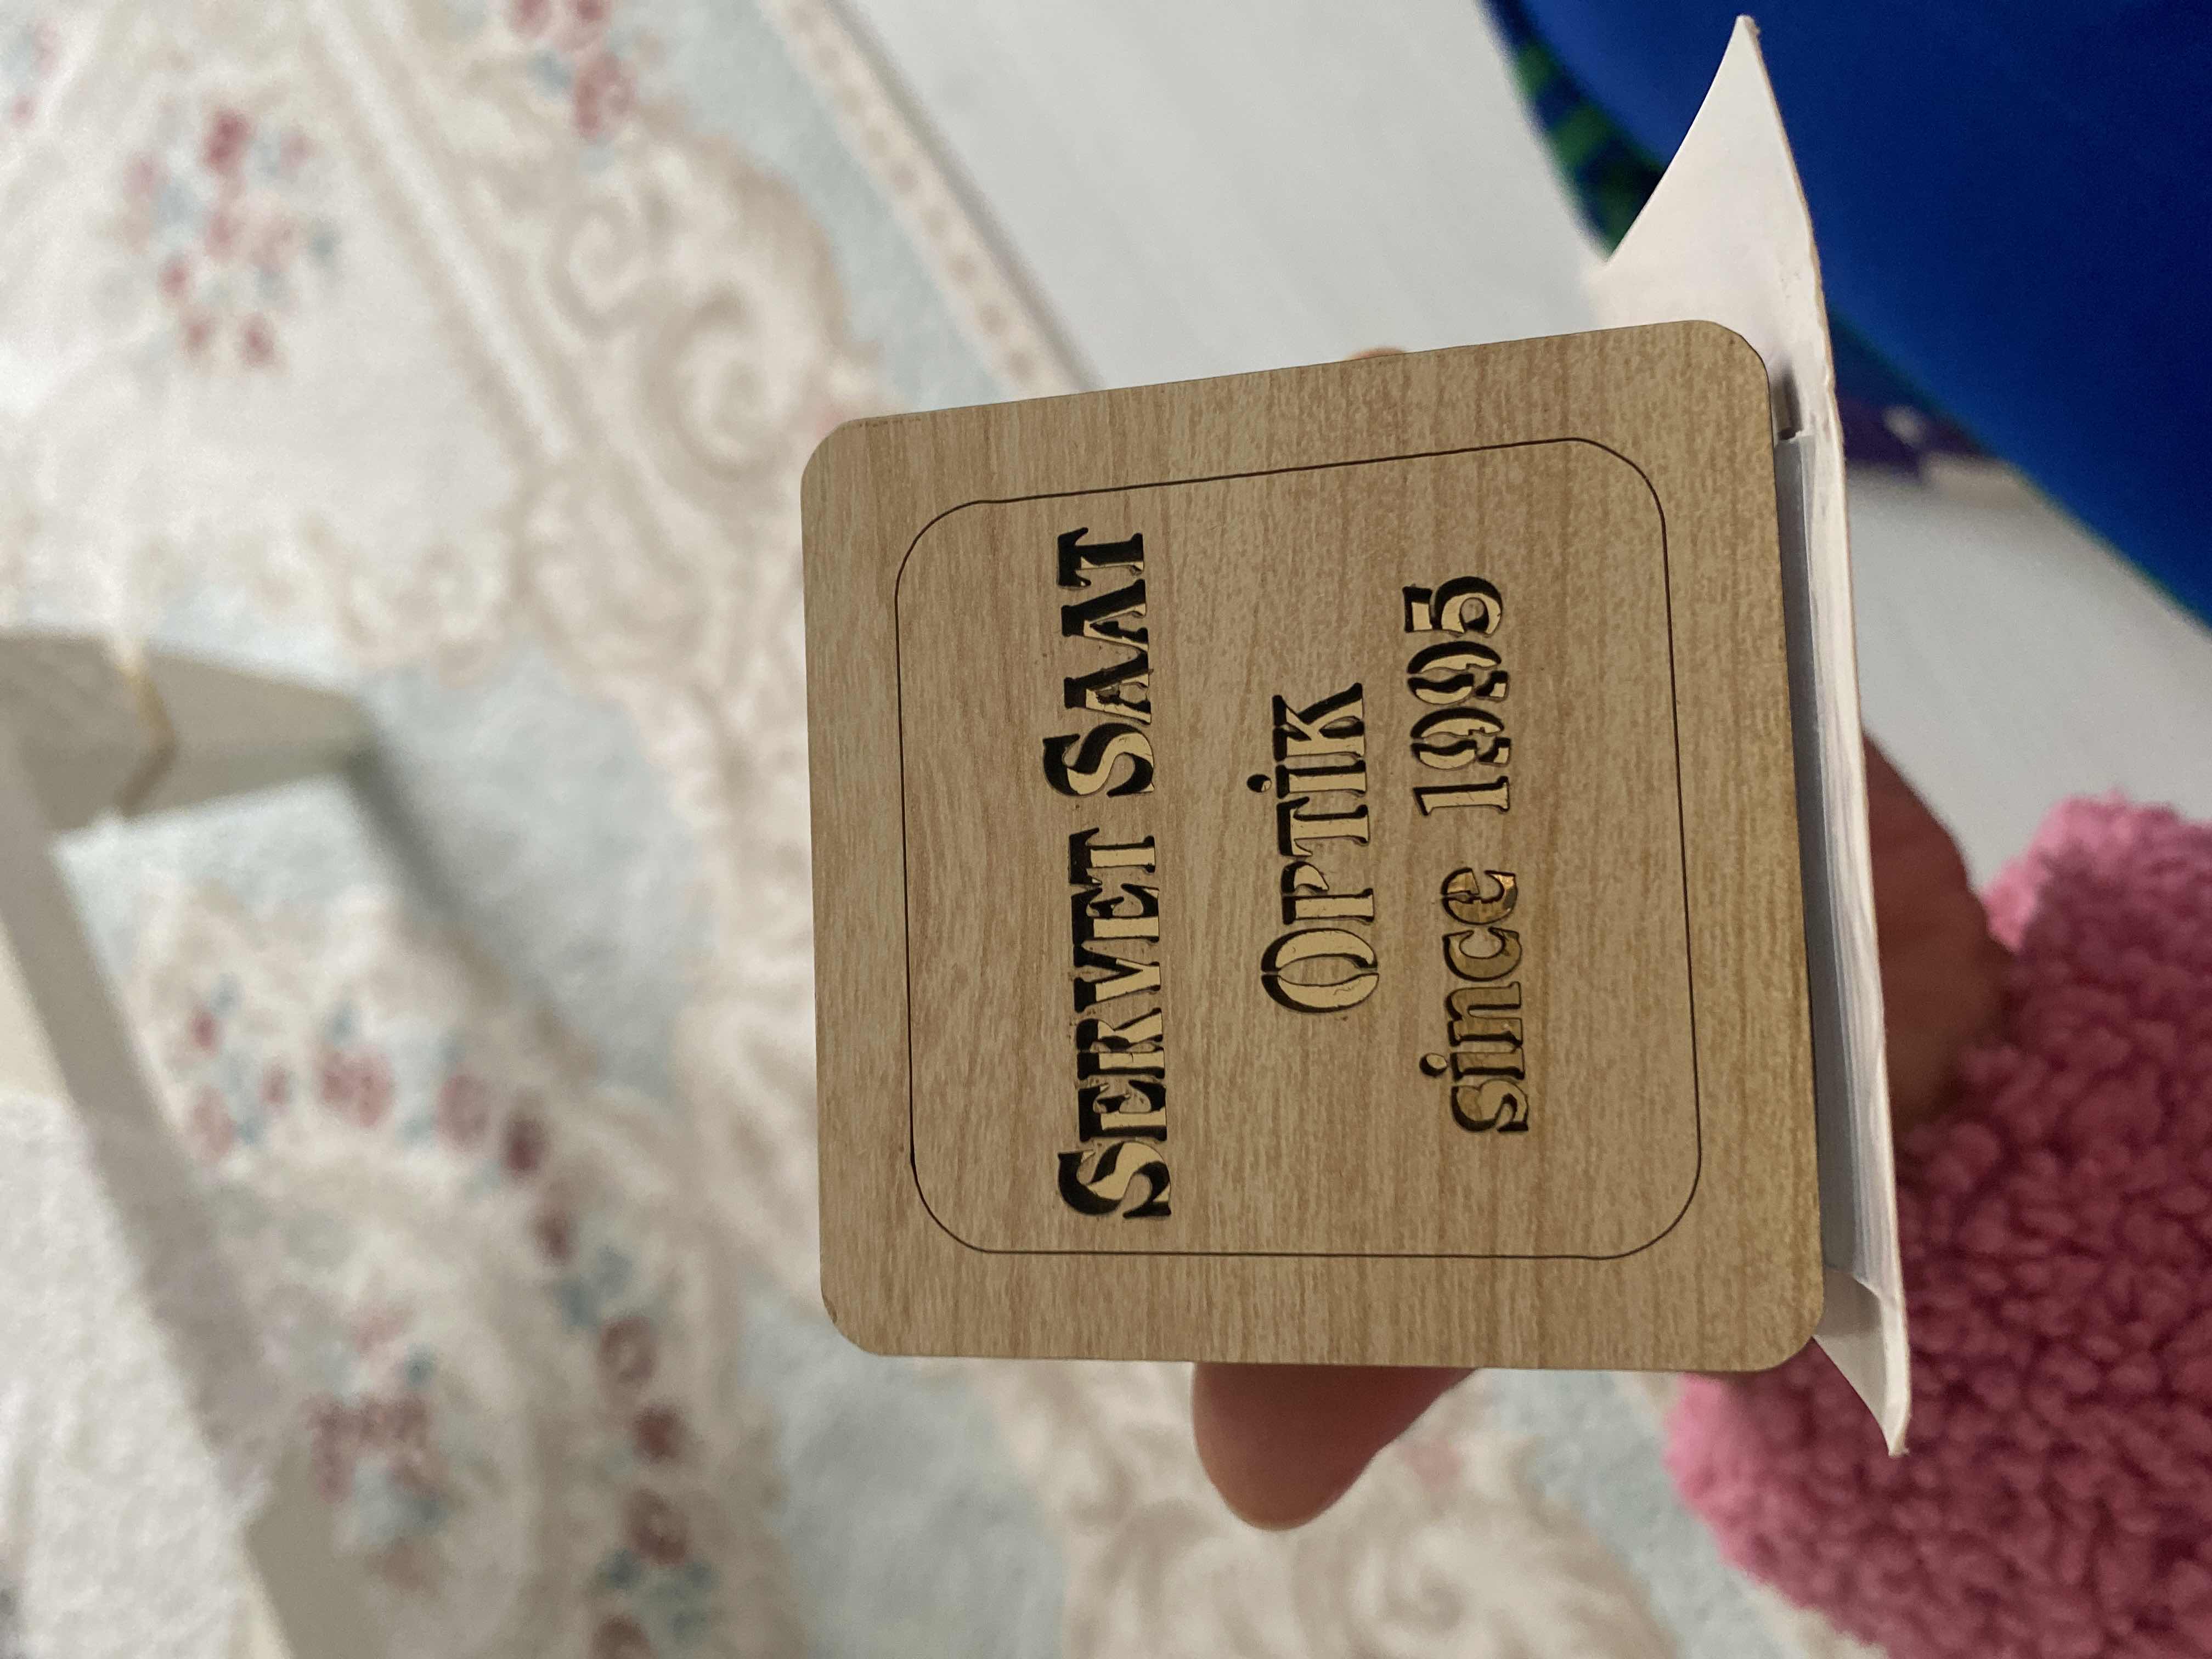 SERVET SAAT
OPTİK
since 1995